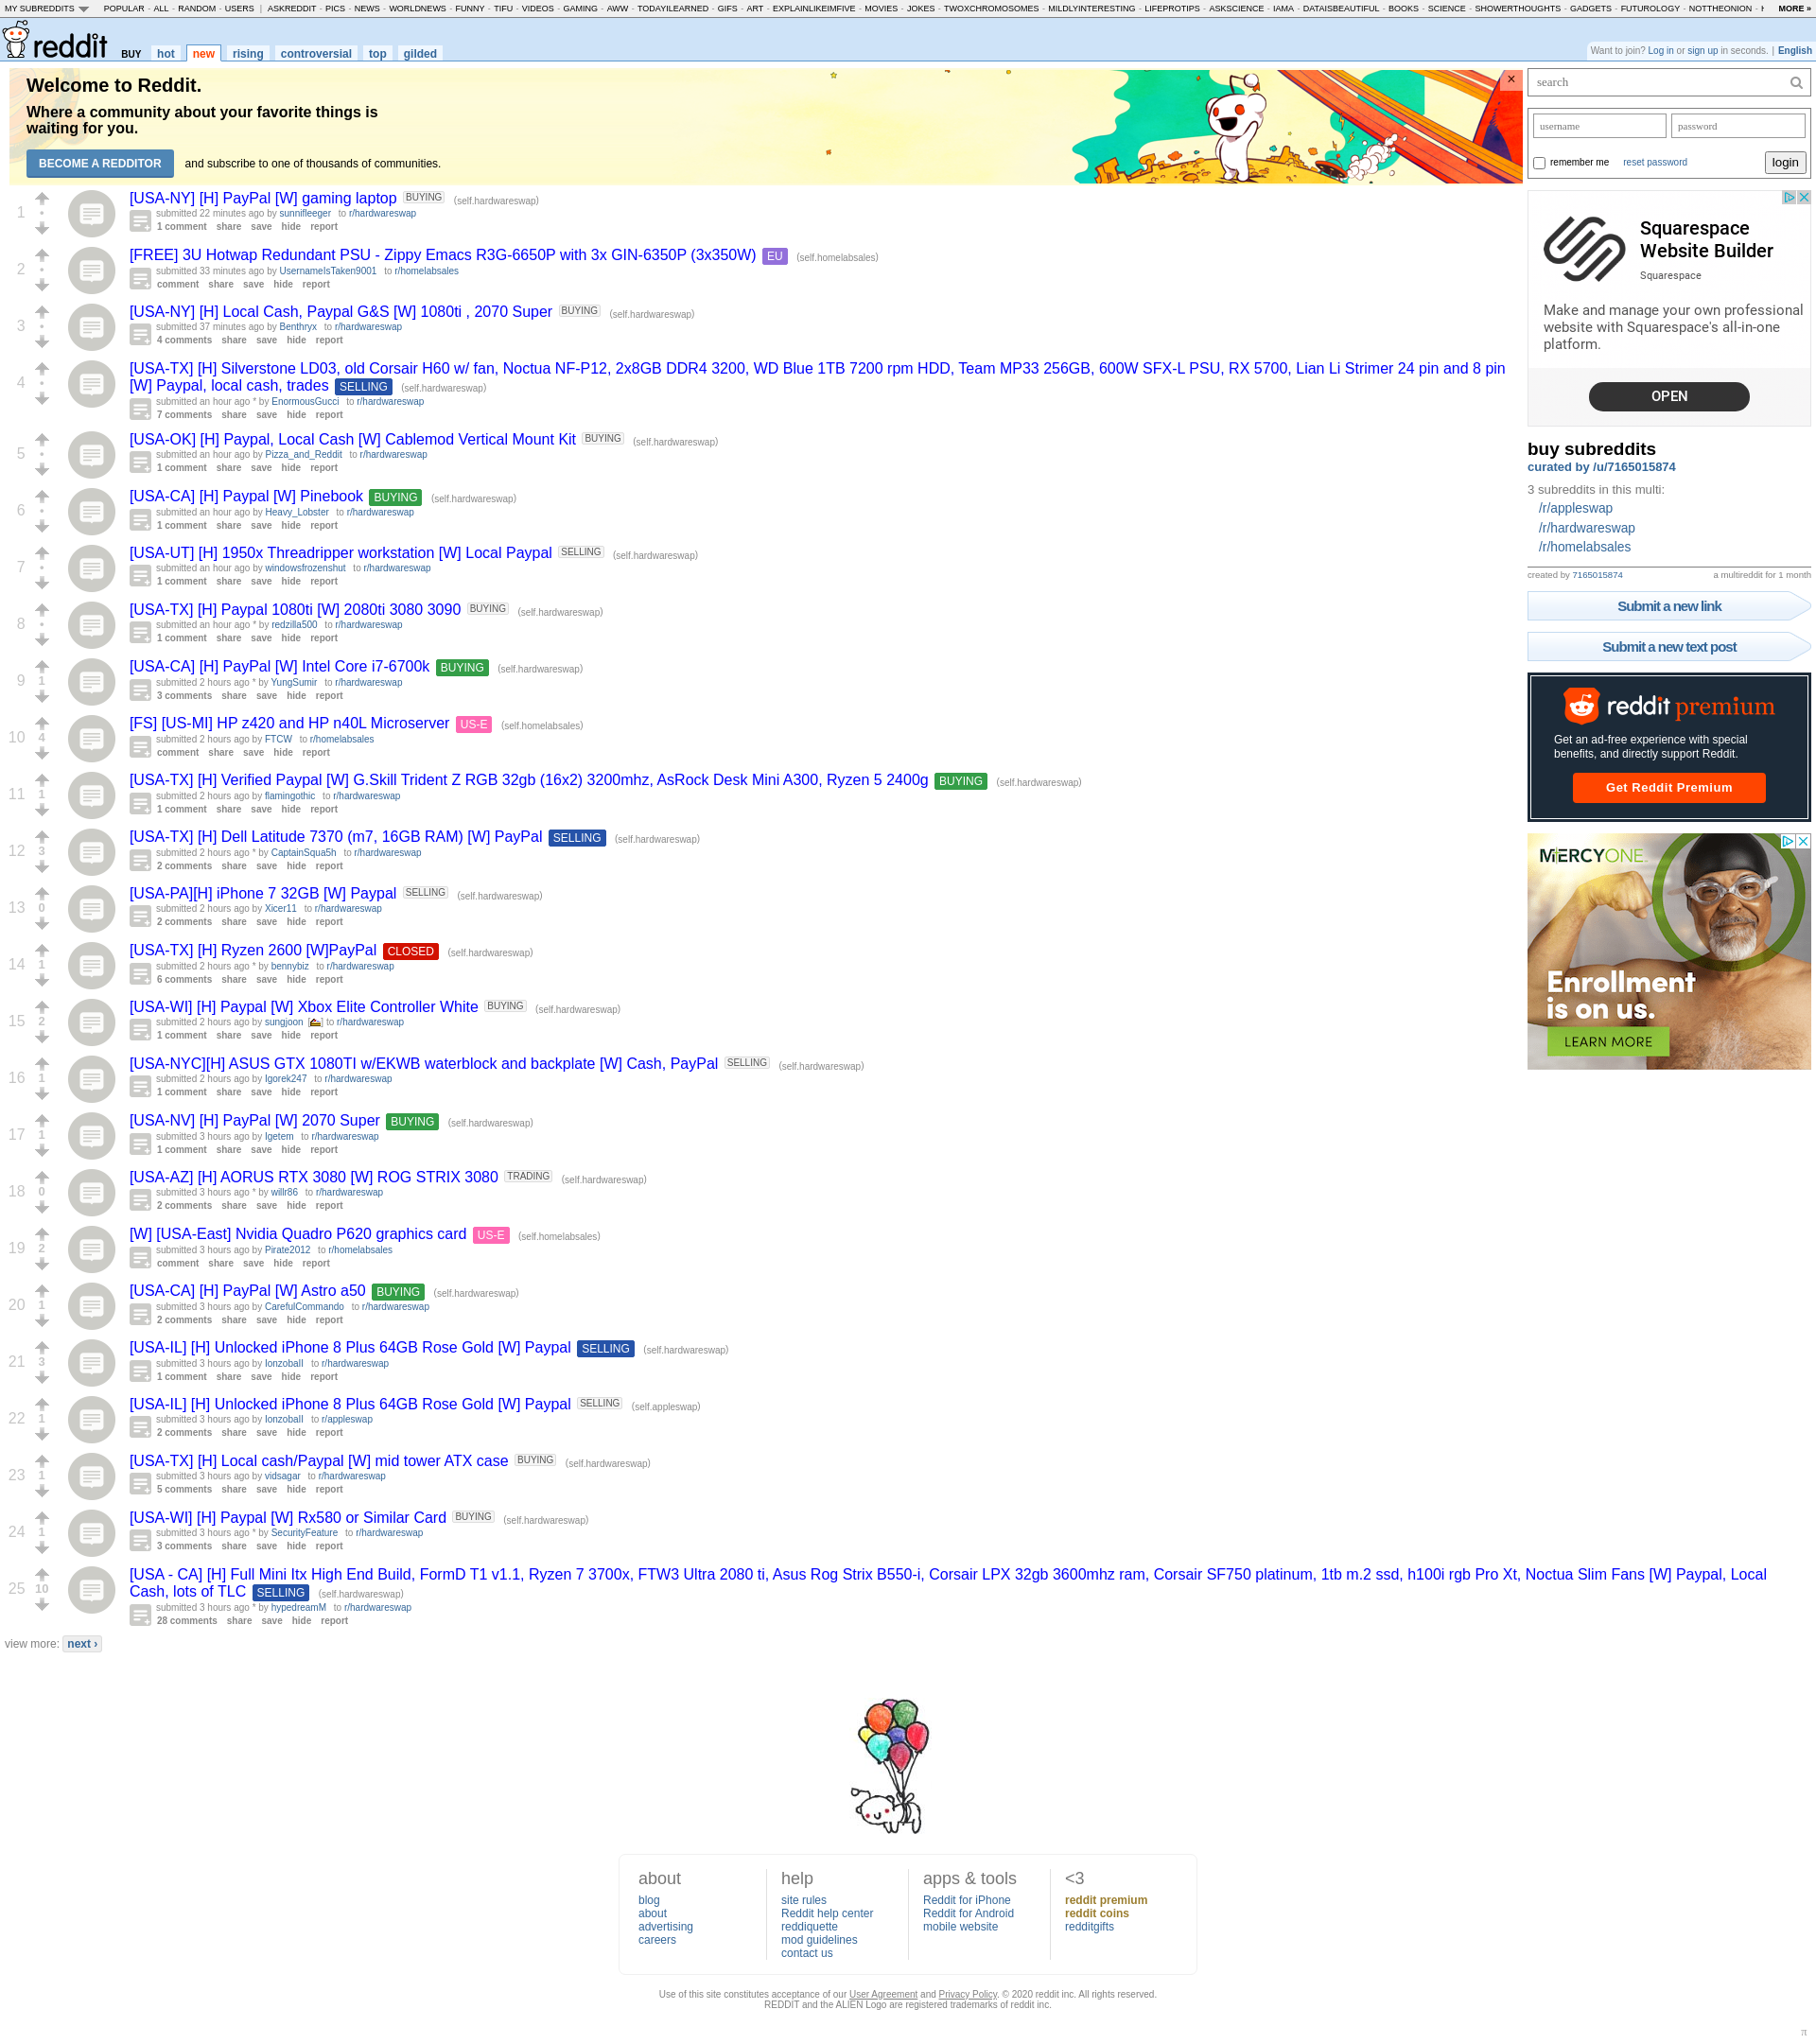 MY SUBREDDITS POPULAR - ALL - RANDOM - USERS | ASKREDDIT - PICS - NEWS - WORLDNEWS - FUNNY - TIFU - VIDEOS - GAMING - AWW - TODAYILEARNED - GIFS - ART - EXPLAINLIKEIMFIVE - MOVIES - JOKES - TWOXCHROMOSOMES - MILDLYINTERESTING - LIFEPROTIPS - ASKSCIENCE - IAMA - DATAISBEAUTIFUL - BOOKS - SCIENCE - SHOWERTHOUGHTS - GADGETS - FUTUROLOGY - NOTTHEONION - MORE »
reddit BUY hot new rising controversial top gilded
Want to join? Log in or sign up in seconds. | English
Welcome to Reddit.
Where a community about your favorite things is
waiting for you.
BECOME A REDDITOR and subscribe to one of thousands of communities.
×
1
[USA-NY] [H] PayPal [W] gaming laptop BUYING (self.hardwareswap)
submitted 22 minutes ago by sunnifleeger to r/hardwareswap
1 comment share save hide report
2
[FREE] 3U Hotwap Redundant PSU - Zippy Emacs R3G-6650P with 3x GIN-6350P (3x350W) EU (self.homelabsales)
submitted 33 minutes ago by UsernameIsTaken9001 to r/homelabsales
comment share save hide report
3
[USA-NY] [H] Local Cash, Paypal G&S [W] 1080ti , 2070 Super BUYING (self.hardwareswap)
submitted 37 minutes ago by Benthryx to r/hardwareswap
4 comments share save hide report
4
[USA-TX] [H] Silverstone LD03, old Corsair H60 w/ fan, Noctua NF-P12, 2x8GB DDR4 3200, WD Blue 1TB 7200 rpm HDD, Team MP33 256GB, 600W SFX-L PSU, RX 5700, Lian Li Strimer 24 pin and 8 pin
[W] Paypal, local cash, trades SELLING (self.hardwareswap)
submitted an hour ago * by EnormousGucci to r/hardwareswap
7 comments share save hide report
5
[USA-OK] [H] Paypal, Local Cash [W] Cablemod Vertical Mount Kit BUYING (self.hardwareswap)
submitted an hour ago by Pizza_and_Reddit to r/hardwareswap
1 comment share save hide report
6
[USA-CA] [H] Paypal [W] Pinebook BUYING (self.hardwareswap)
submitted an hour ago by Heavy_Lobster to r/hardwareswap
1 comment share save hide report
7
[USA-UT] [H] 1950x Threadripper workstation [W] Local Paypal SELLING (self.hardwareswap)
submitted an hour ago by windowsfrozenshut to r/hardwareswap
1 comment share save hide report
8
[USA-TX] [H] Paypal 1080ti [W] 2080ti 3080 3090 BUYING (self.hardwareswap)
submitted an hour ago * by redzilla500 to r/hardwareswap
1 comment share save hide report
9 1
[USA-CA] [H] PayPal [W] Intel Core i7-6700k BUYING (self.hardwareswap)
submitted 2 hours ago * by YungSumir to r/hardwareswap
3 comments share save hide report
10 4
[FS] [US-MI] HP z420 and HP n40L Microserver US-E (self.homelabsales)
submitted 2 hours ago by FTCW to r/homelabsales
comment share save hide report
11 1
[USA-TX] [H] Verified Paypal [W] G.Skill Trident Z RGB 32gb (16x2) 3200mhz, AsRock Desk Mini A300, Ryzen 5 2400g BUYING (self.hardwareswap)
submitted 2 hours ago by flamingothic to r/hardwareswap
1 comment share save hide report
12 3
[USA-TX] [H] Dell Latitude 7370 (m7, 16GB RAM) [W] PayPal SELLING (self.hardwareswap)
submitted 2 hours ago * by CaptainSqua5h to r/hardwareswap
2 comments share save hide report
13 0
[USA-PA][H] iPhone 7 32GB [W] Paypal SELLING (self.hardwareswap)
submitted 2 hours ago by Xicer11 to r/hardwareswap
2 comments share save hide report
14 1
[USA-TX] [H] Ryzen 2600 [W]PayPal CLOSED (self.hardwareswap)
submitted 2 hours ago * by bennybiz to r/hardwareswap
6 comments share save hide report
15 2
[USA-WI] [H] Paypal [W] Xbox Elite Controller White BUYING (self.hardwareswap)
submitted 2 hours ago by sungjoon [] to r/hardwareswap
1 comment share save hide report
16 1
[USA-NYC][H] ASUS GTX 1080TI w/EKWB waterblock and backplate [W] Cash, PayPal SELLING (self.hardwareswap)
submitted 2 hours ago by Igorek247 to r/hardwareswap
1 comment share save hide report
17 1
[USA-NV] [H] PayPal [W] 2070 Super BUYING (self.hardwareswap)
submitted 3 hours ago by Igetem to r/hardwareswap
1 comment share save hide report
18 0
[USA-AZ] [H] AORUS RTX 3080 [W] ROG STRIX 3080 TRADING (self.hardwareswap)
submitted 3 hours ago * by willr86 to r/hardwareswap
2 comments share save hide report
19 2
[W] [USA-East] Nvidia Quadro P620 graphics card US-E (self.homelabsales)
submitted 3 hours ago by Pirate2012 to r/homelabsales
comment share save hide report
20 1
[USA-CA] [H] PayPal [W] Astro a50 BUYING (self.hardwareswap)
submitted 3 hours ago by CarefulCommando to r/hardwareswap
2 comments share save hide report
21 3
[USA-IL] [H] Unlocked iPhone 8 Plus 64GB Rose Gold [W] Paypal SELLING (self.hardwareswap)
submitted 3 hours ago by lonzoball to r/hardwareswap
1 comment share save hide report
22 1
[USA-IL] [H] Unlocked iPhone 8 Plus 64GB Rose Gold [W] Paypal SELLING (self.appleswap)
submitted 3 hours ago by lonzoball to r/appleswap
2 comments share save hide report
23 1
[USA-TX] [H] Local cash/Paypal [W] mid tower ATX case BUYING (self.hardwareswap)
submitted 3 hours ago by vidsagar to r/hardwareswap
5 comments share save hide report
24 1
[USA-WI] [H] Paypal [W] Rx580 or Similar Card BUYING (self.hardwareswap)
submitted 3 hours ago * by SecurityFeature to r/hardwareswap
3 comments share save hide report
25 10
[USA - CA] [H] Full Mini Itx High End Build, FormD T1 v1.1, Ryzen 7 3700x, FTW3 Ultra 2080 ti, Asus Rog Strix B550-i, Corsair LPX 32gb 3600mhz ram, Corsair SF750 platinum, 1tb m.2 ssd, h100i rgb Pro Xt, Noctua Slim Fans [W] Paypal, Local
Cash, lots of TLC SELLING (self.hardwareswap)
submitted 3 hours ago * by hypedreamM to r/hardwareswap
28 comments share save hide report
view more: next ›
search
username password
remember me reset password login
Squarespace
Website Builder
Squarespace
Make and manage your own professional
website with Squarespace's all-in-one
platform.
OPEN
buy subreddits
curated by /u/7165015874
3 subreddits in this multi:
/r/appleswap
/r/hardwareswap
/r/homelabsales
created by 7165015874 a multireddit for 1 month
Submit a new link
Submit a new text post
reddit premium
Get an ad-free experience with special
benefits, and directly support Reddit.
Get Reddit Premium
MERCYONE
Enrollment
is on us.
LEARN MORE
about
blog
about
advertising
careers
help
site rules
Reddit help center
reddiquette
mod guidelines
contact us
apps & tools
Reddit for iPhone
Reddit for Android
mobile website
<3
reddit premium
reddit coins
redditgifts
Use of this site constitutes acceptance of our User Agreement and Privacy Policy. © 2020 reddit inc. All rights reserved.
REDDIT and the ALIEN Logo are registered trademarks of reddit inc.
π